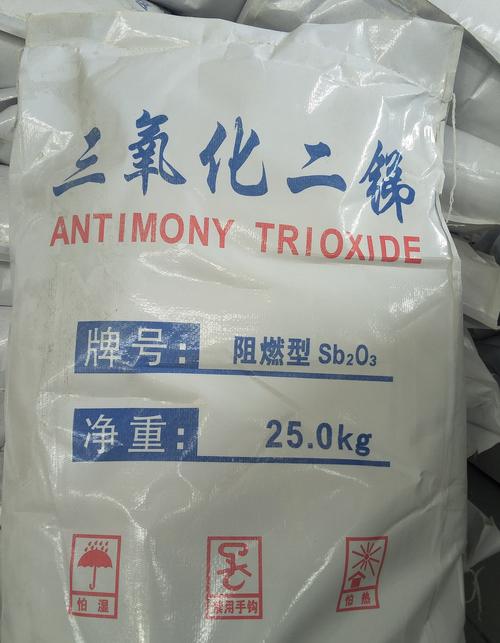 三氧化二锑
ANTIMONY TRIOXIDE
牌号: 阻燃型 Sb₂O₃
净重: 25.0kg
怕湿 禁用手钩 怕热